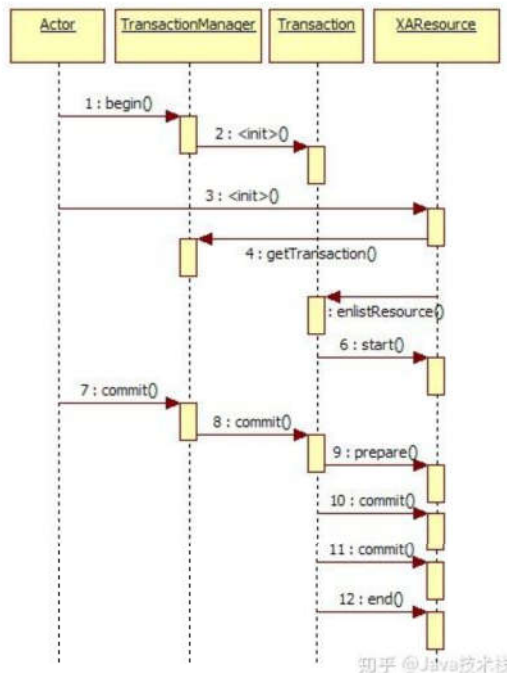 Actor TransactionManager Transaction XAResource
1 : begin()
2 : <init>()
3 : <init>()
4 : getTransaction()
: enlistResource()
6 : start()
7 : commit()
8 : commit()
9 : prepare()
10 : commit()
11 : commit()
12 : end()
知乎 @Java技术栈